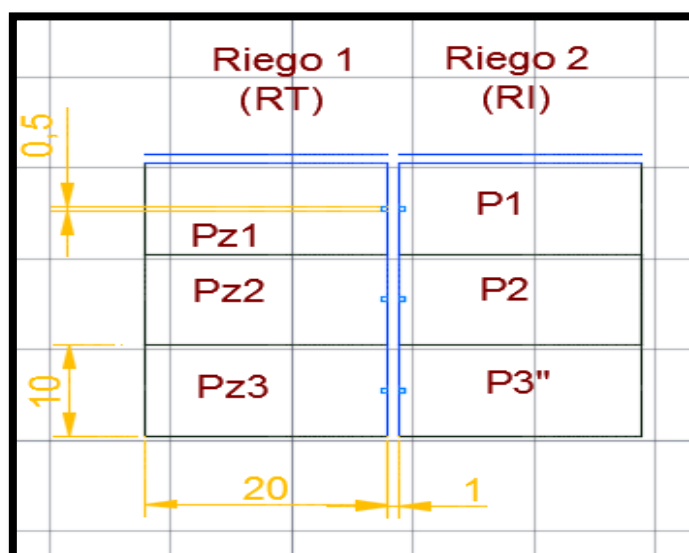 Riego 1
(RT)
Riego 2
(RI)
0,5
Pz1
P1
Pz2
P2
Pz3
P3"
10
20
1